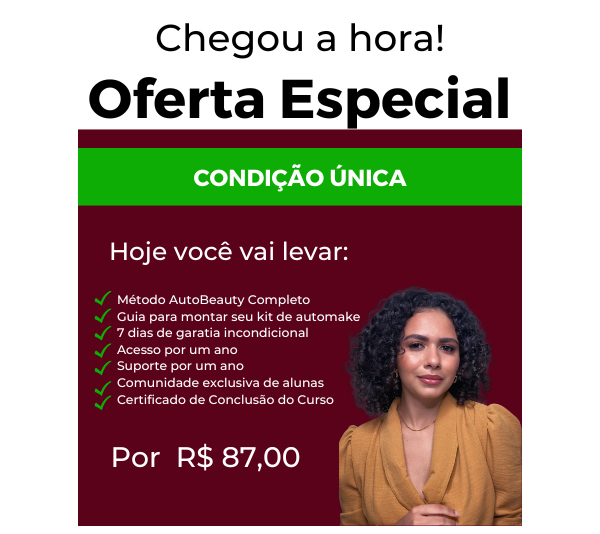 Chegou a hora!
Oferta Especial
CONDIÇÃO ÚNICA
Hoje você vai levar:
Método AutoBeauty Completo
Guia para montar seu kit de automake
7 dias de garatia incondicional
Acesso por um ano
Suporte por um ano
Comunidade exclusiva de alunas
Certificado de Conclusão do Curso
Por R$ 87,00